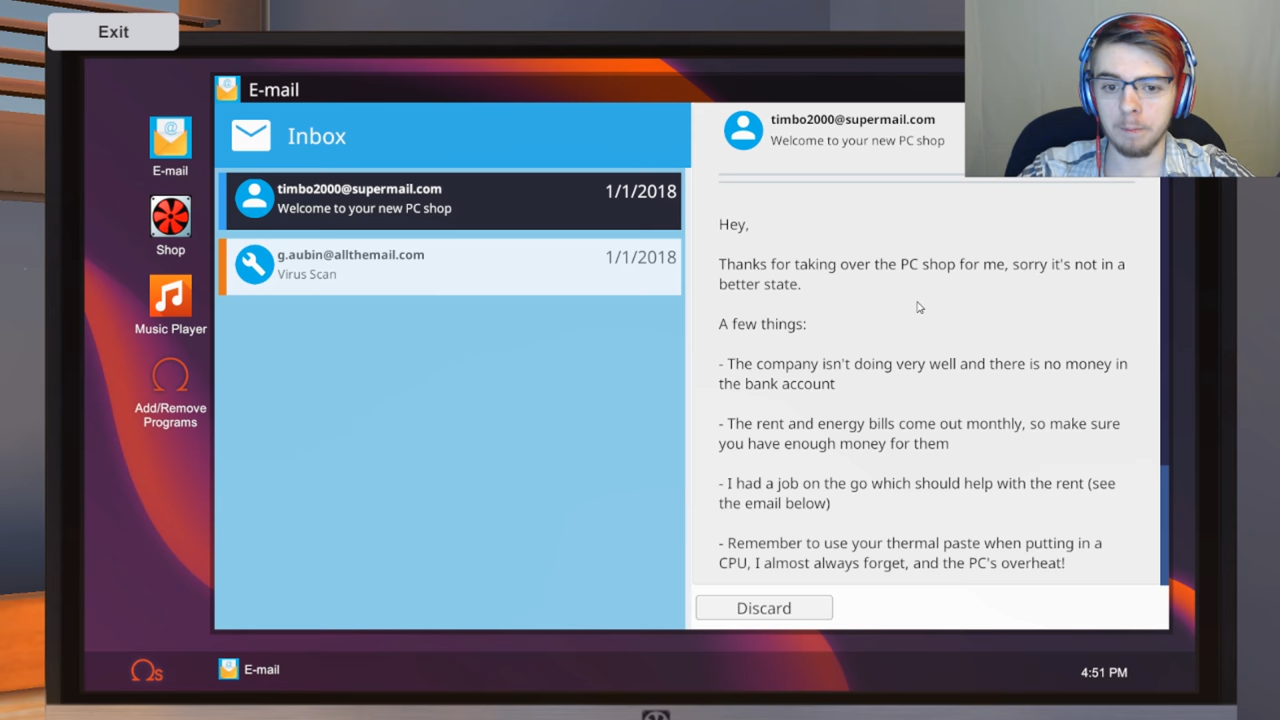 Exit
E-mail
E-mail
Shop
Music Player
Add/Remove
Programs
Inbox
timbo2000@supermail.com
1/1/2018
Welcome to your new PC shop
g.aubin@allthemail.com
1/1/2018
Virus Scan
timbo2000@supermail.com
Welcome to your new PC shop
Hey,
Thanks for taking over the PC shop for me, sorry it's not in a
better state.
A few things:
- The company isn't doing very well and there is no money in
the bank account
- The rent and energy bills come out monthly, so make sure
you have enough money for them
- I had a job on the go which should help with the rent (see
the email below)
- Remember to use your thermal paste when putting in a
CPU, I almost always forget, and the PC's overheat!
Discard
Ωs
E-mail
4:51 PM